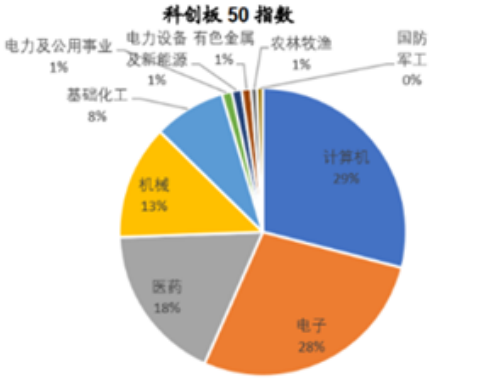 科创板 50 指数
电力及公用事业
1%
电力设备
及新能源
1%
有色金属
1%
农林牧渔
1%
国防
军工
0%
基础化工
8%
计算机
29%
机械
13%
医药
18%
电子
28%